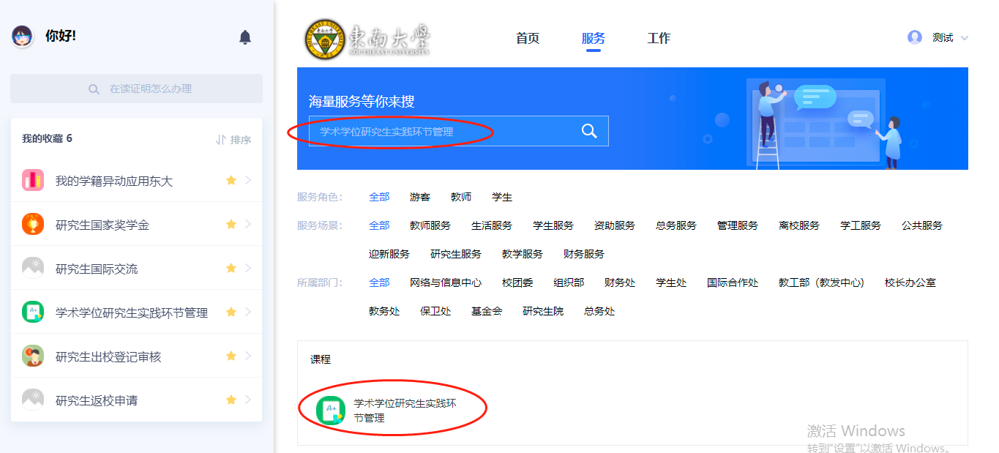 你好!
在读证明怎么办理
我的收藏 6
排序
我的学籍异动应用东大
研究生国家奖学金
研究生国际交流
学术学位研究生实践环节管理
研究生出校登记审核
研究生返校申请
東南大學
SOUTHEAST UNIVERSITY
首页 服务 工作
测试
海量服务等你来搜
学术学位研究生实践环节管理
服务角色: 全部 游客 教师 学生
服务场景: 全部 教师服务 生活服务 学生服务 资助服务 总务服务 管理服务 离校服务 学工服务 公共服务
迎新服务 研究生服务 教学服务 财务服务
所属部门: 全部 网络与信息中心 校团委 组织部 财务处 学生处 国际合作处 教工部（教发中心) 校长办公室
教务处 保卫处 基金会 研究生院 总务处
课程
A+
学术学位研究生实践环
节管理
激活 Windows
转到"设置"以激活 Windows。